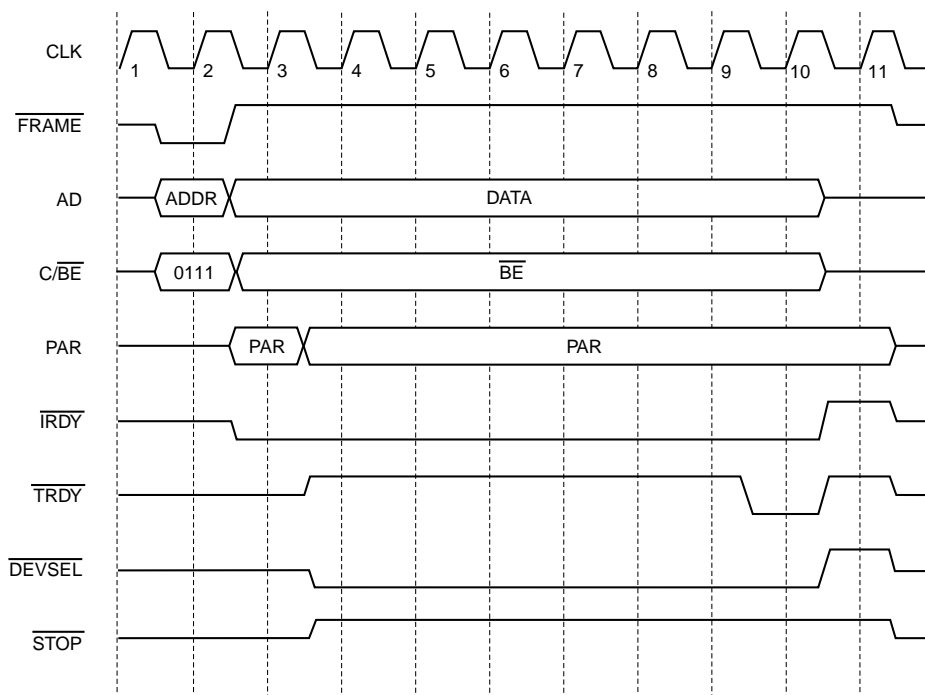 CLK
1 2 3 4 5 6 7 8 9 10 11
FRAME
AD
ADDR DATA
C/BE
0111 BE
PAR
PAR PAR
IRDY
TRDY
DEVSEL
STOP